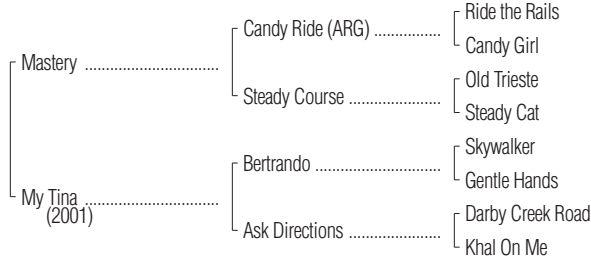 Ride the Rails
Candy Ride (ARG) ................
Candy Girl
Mastery ................................
Old Trieste
Steady Course ......................
Steady Cat
Skywalker
Bertrando ..............................
Gentle Hands
My Tina ................................
(2001)
Darby Creek Road
Ask Directions ......................
Khal On Me